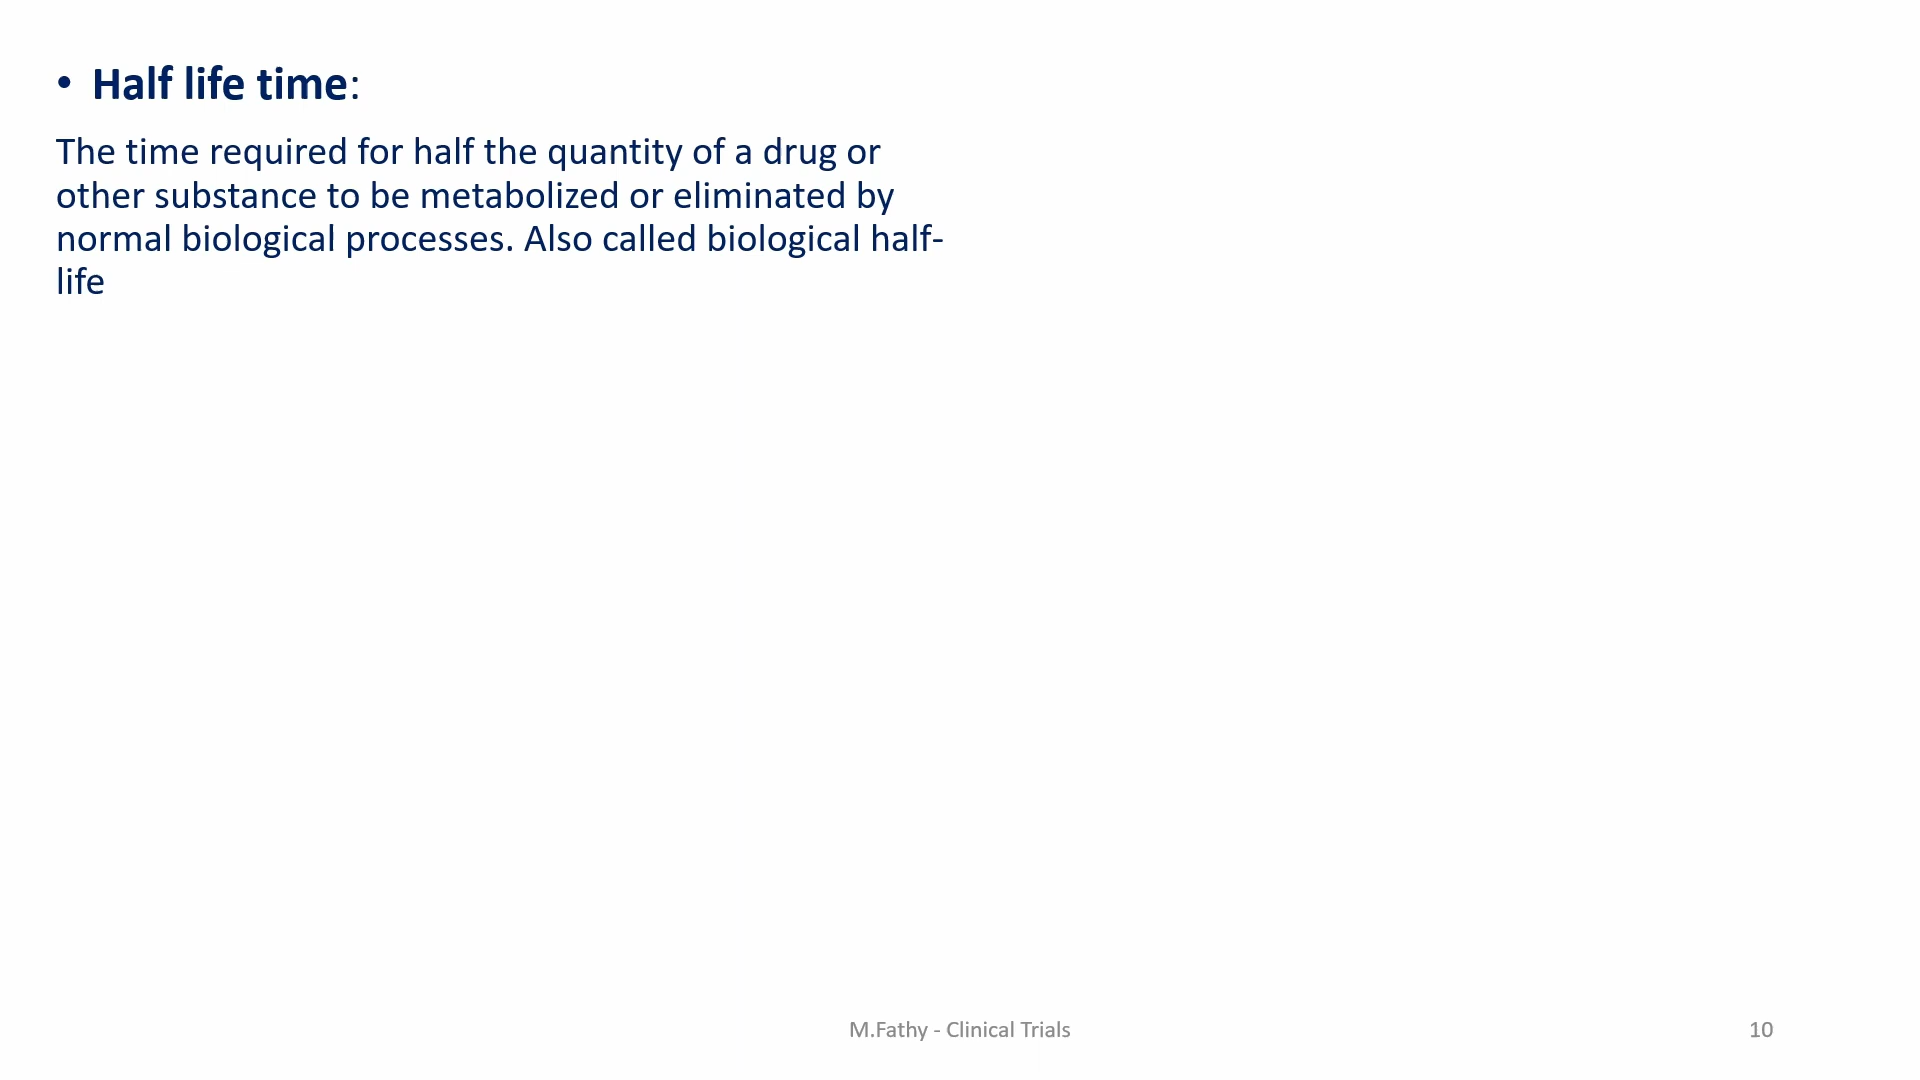 • Half life time:
The time required for half the quantity of a drug or
other substance to be metabolized or eliminated by
normal biological processes. Also called biological half-
life
M.Fathy - Clinical Trials
10